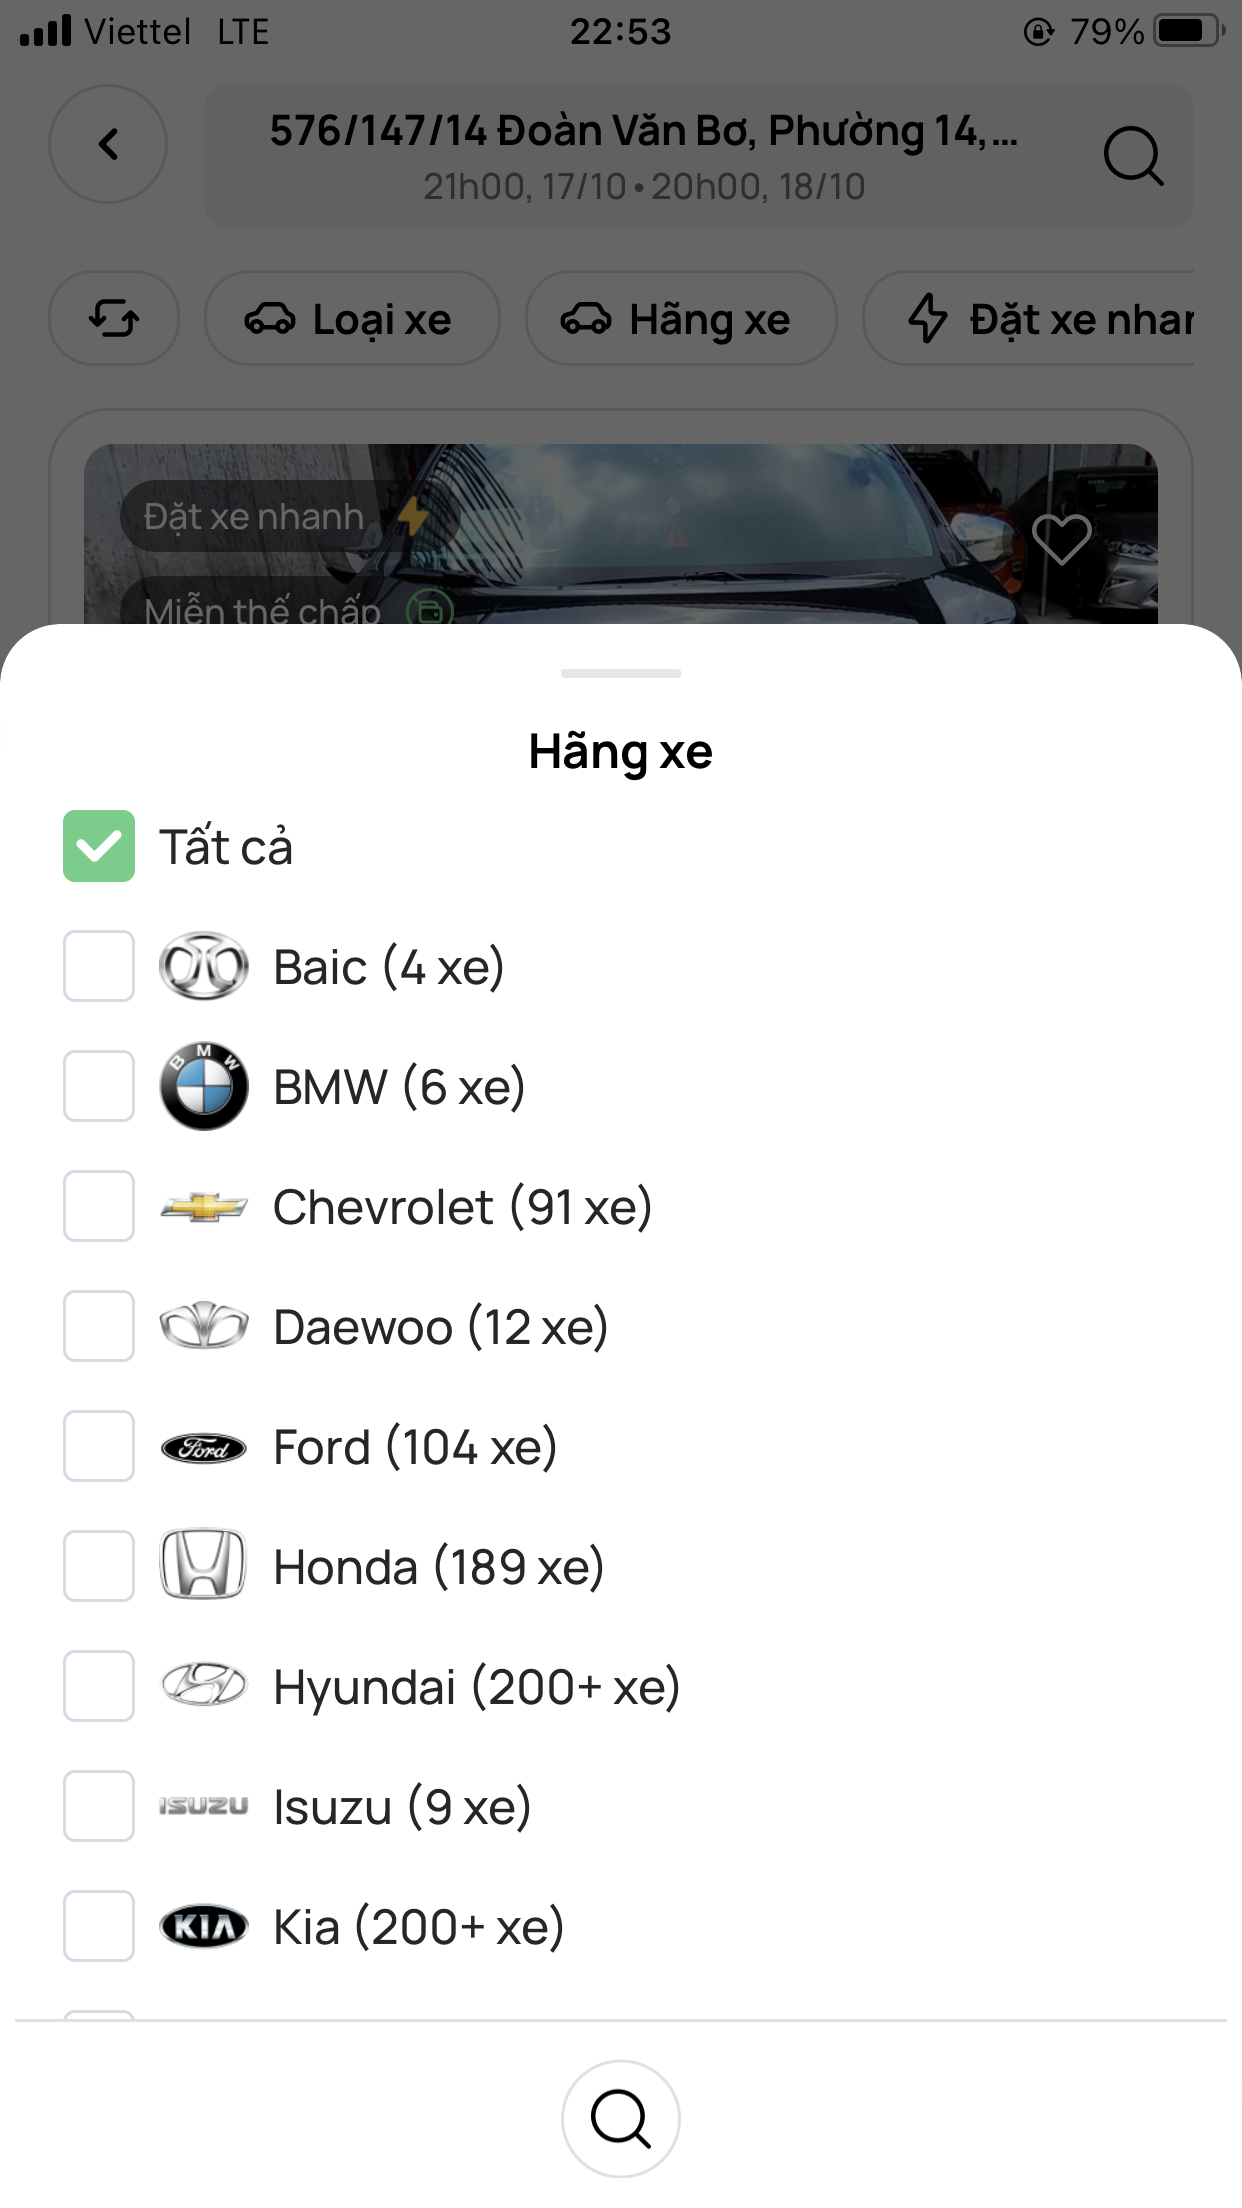 Viettel LTE 22:53 79%
576/147/14 Đoàn Văn Bơ, Phường 14,...
21h00, 17/10 • 20h00, 18/10
Loại xe Hãng xe Đặt xe nhan
Đặt xe nhanh
Miễn thế chấp
Hãng xe
Tất cả
Baic (4 xe)
BMW BMW (6 xe)
Chevrolet (91 xe)
Daewoo (12 xe)
Ford Ford (104 xe)
Honda (189 xe)
Hyundai (200+ xe)
ISUZU Isuzu (9 xe)
KIA Kia (200+ xe)